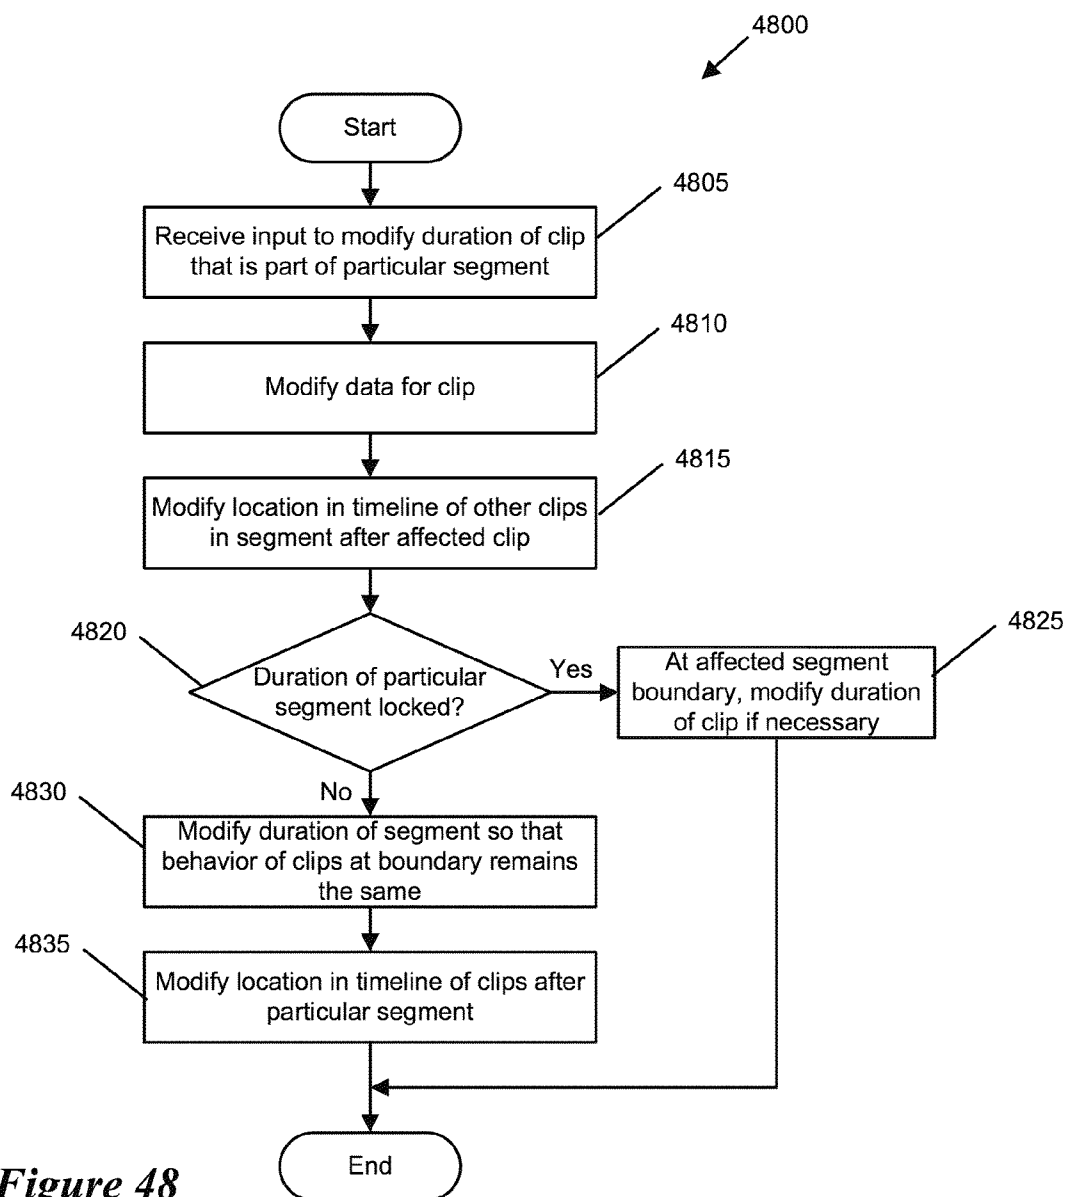 4800
Start
4805
Receive input to modify duration of clip
that is part of particular segment
4810
Modify data for clip
4815
Modify location in timeline of other clips
in segment after affected clip
4820
Duration of particular
segment locked?
Yes
4825
At affected segment
boundary, modify duration
of clip if necessary
No
4830
Modify duration of segment so that
behavior of clips at boundary remains
the same
4835
Modify location in timeline of clips after
particular segment
End
Figure 48